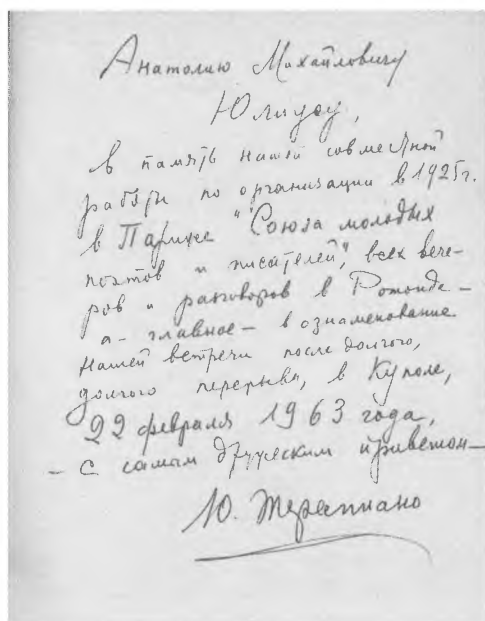 Анатолию Михайловичу
Юлиусу,
в память нашей совместной
работы по организации в 1925 г.
в Париже "Союза молодых
поэтов и писателей", всех вече-
ров и разговоров в Ротонде –
а – главное – в ознаменование
нашей встречи после долгого,
долгого перерыва, в Куполе,
22 февраля 1963 года,
– с самым дружеским приветом –
Ю. Терапиано